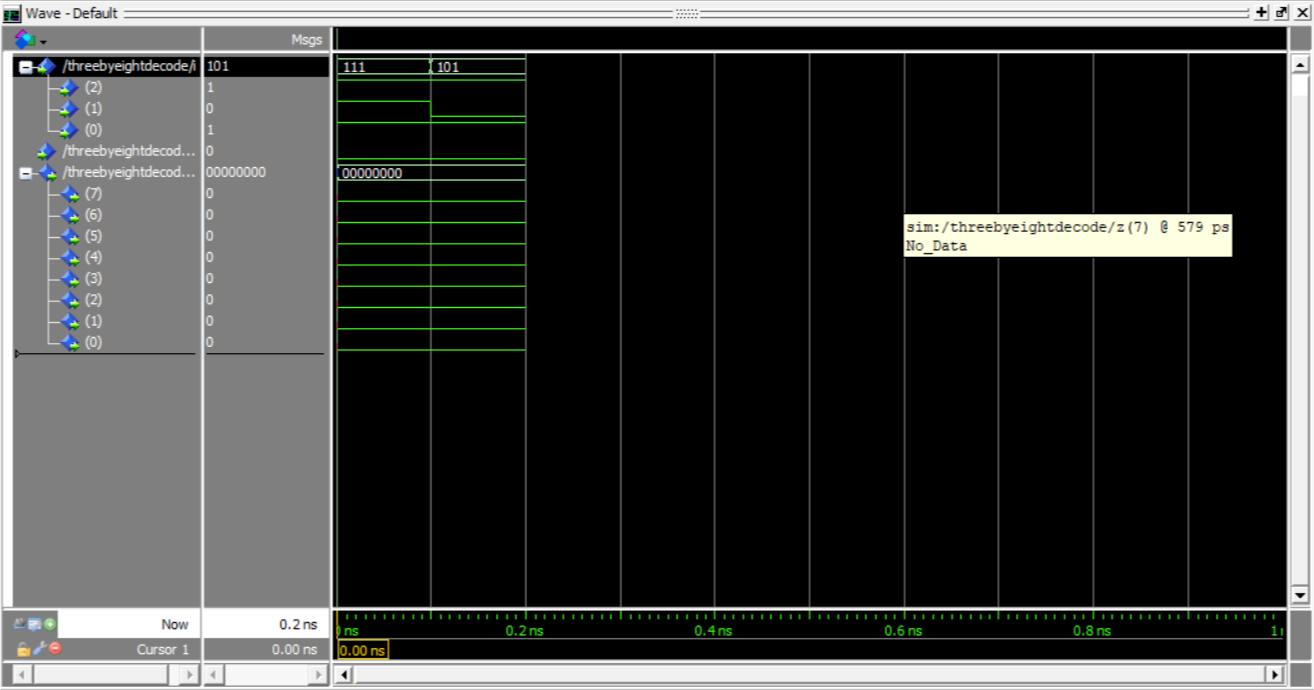 Wave - Default
Msgs
/threebyeightdecode/i 101 111 101
(2) 1
(1) 0
(0) 1
/threebyeightdecod... 0
/threebyeightdecod... 00000000 00000000
(7) 0
(6) 0
(5) 0
(4) 0
(3) 0
(2) 0
(1) 0
(0) 0
sim:/threebyeightdecode/z(7) @ 579 ps
No_Data
Now 0.2 ns ns 0.2 ns 0.4 ns 0.6 ns 0.8 ns 1
Cursor 1 0.00 ns 0.00 ns